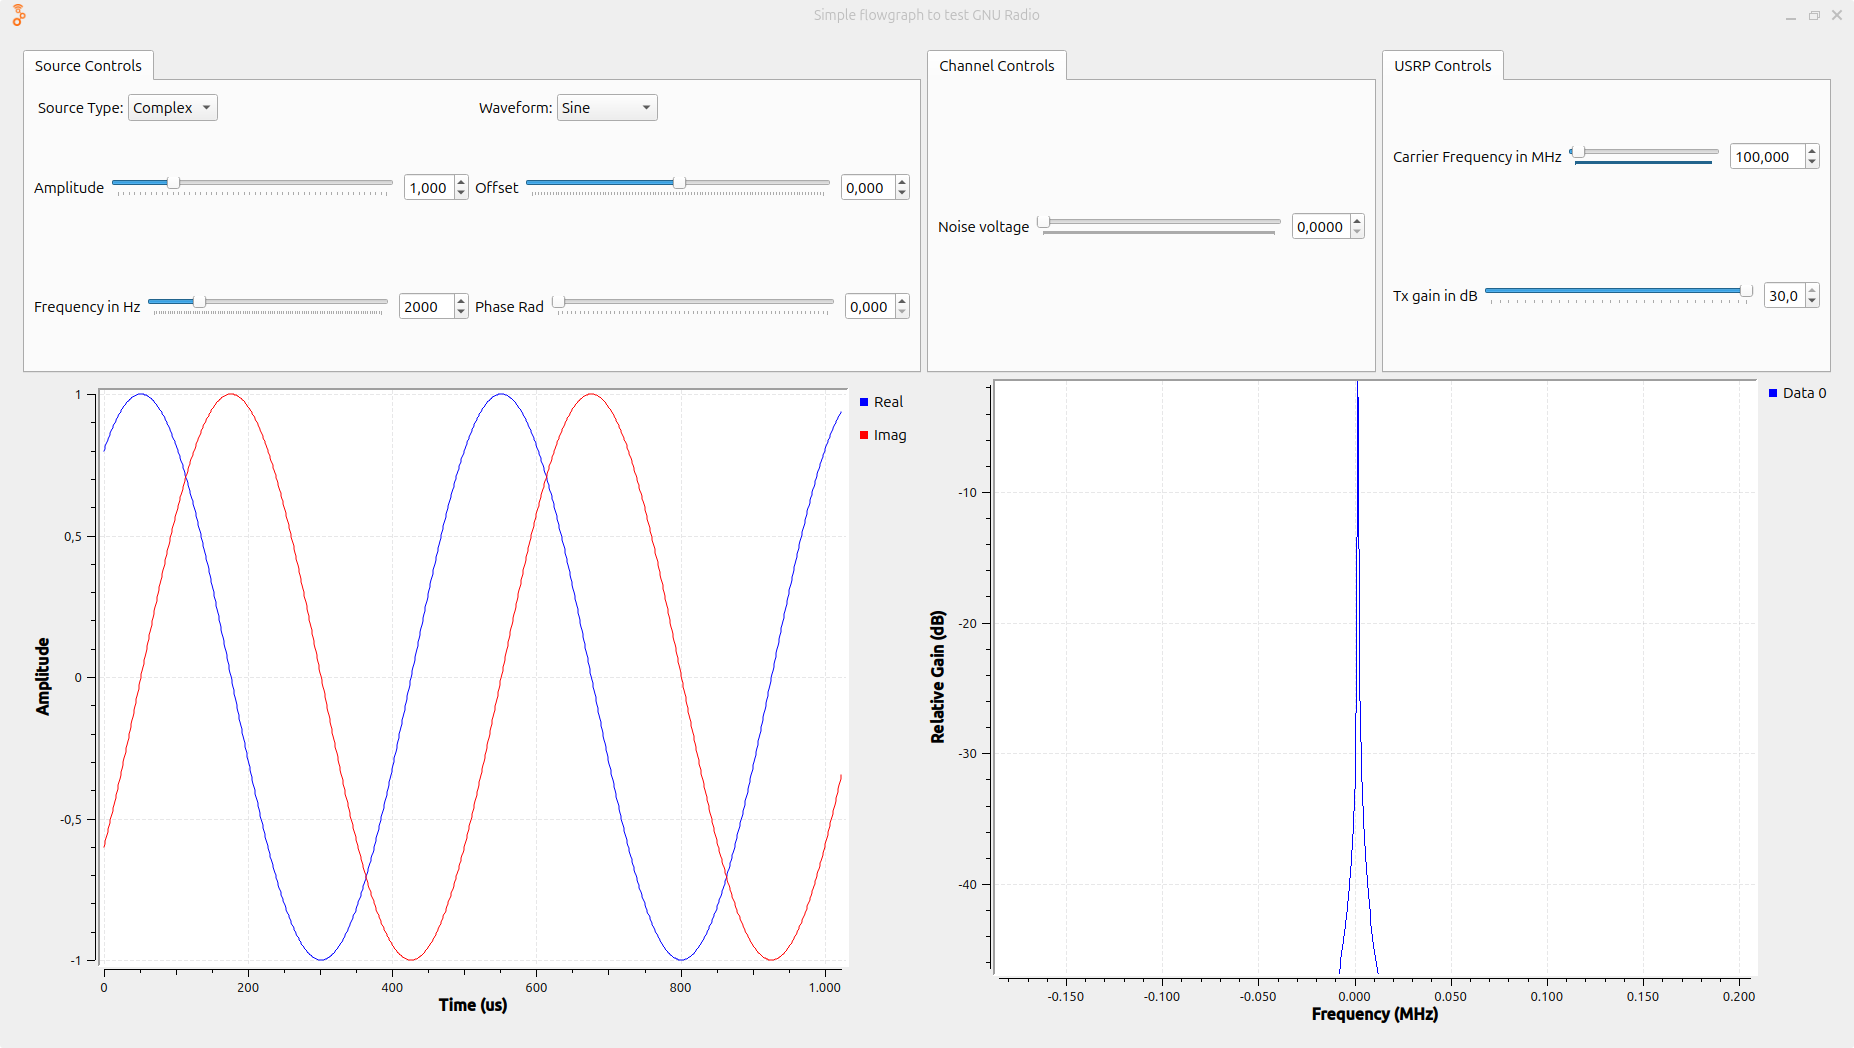 Simple flowgraph to test GNU Radio
Source Controls
Source Type: Complex
Waveform: Sine
Amplitude 1,000
Offset 0,000
Frequency in Hz 2000
Phase Rad 0,000
Channel Controls
Noise voltage 0,0000
USRP Controls
Carrier Frequency in MHz 100,000
Tx gain in dB 30,0
1
0,5
0
-0,5
-1
Amplitude
0 200 400 600 800 1.000
Time (us)
Real
Imag
-10
-20
-30
-40
Relative Gain (dB)
-0.150 -0.100 -0.050 0.000 0.050 0.100 0.150 0.200
Frequency (MHz)
Data 0